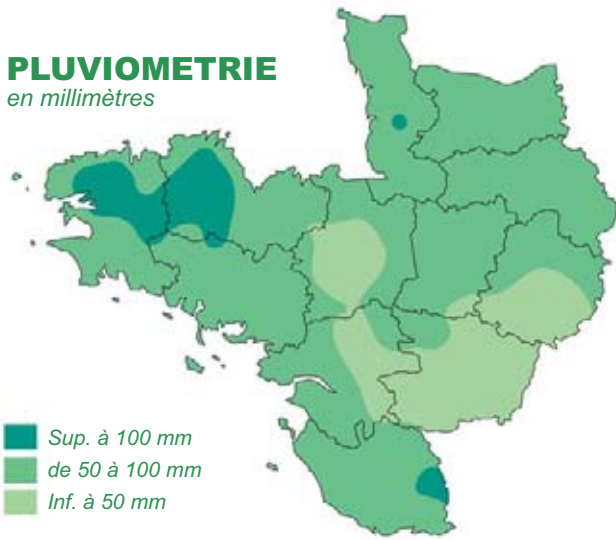 PLUVIOMETRIE
en millimètres
Sup. à 100 mm
de 50 à 100 mm
Inf. à 50 mm